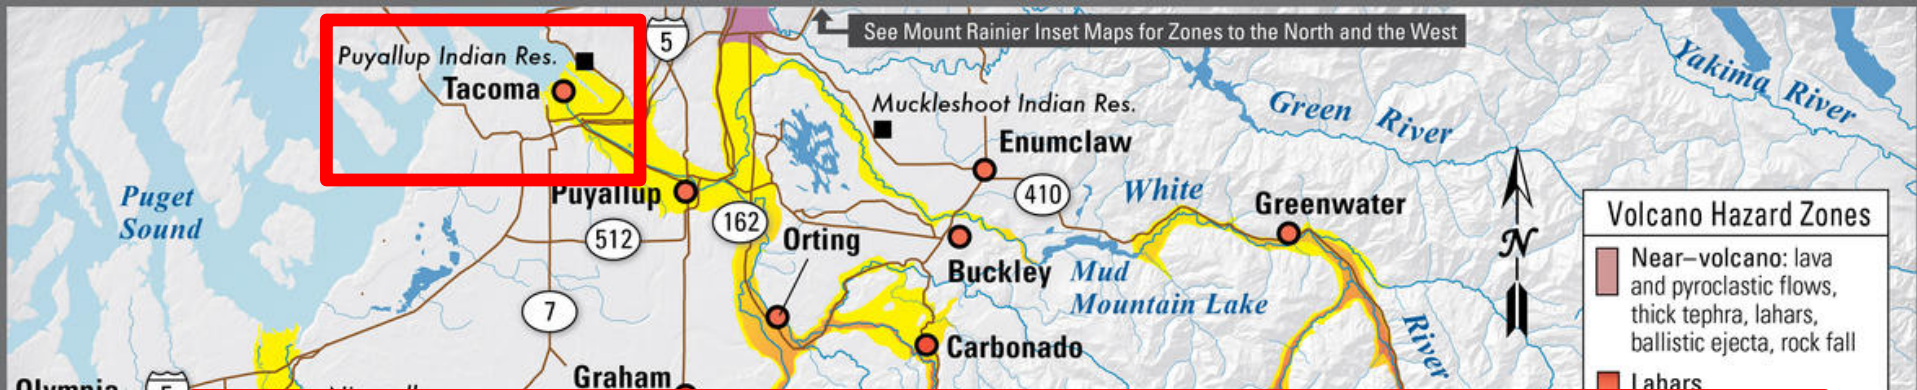 See Mount Rainier Inset Maps for Zones to the North and the West
5
Puyallup Indian Res.
Tacoma
Yakima River
Green River
Muckleshoot Indian Res.
Enumclaw
410
White
Greenwater
Puget
Sound
Puyallup
162
512
Orting
Buckley
Mud
Mountain Lake
N
7
River
Carbonado
Graham
Olympia
5
Volcano Hazard Zones
Near–volcano: lava
and pyroclastic flows,
thick tephra, lahars,
ballistic ejecta, rock fall
Lahars